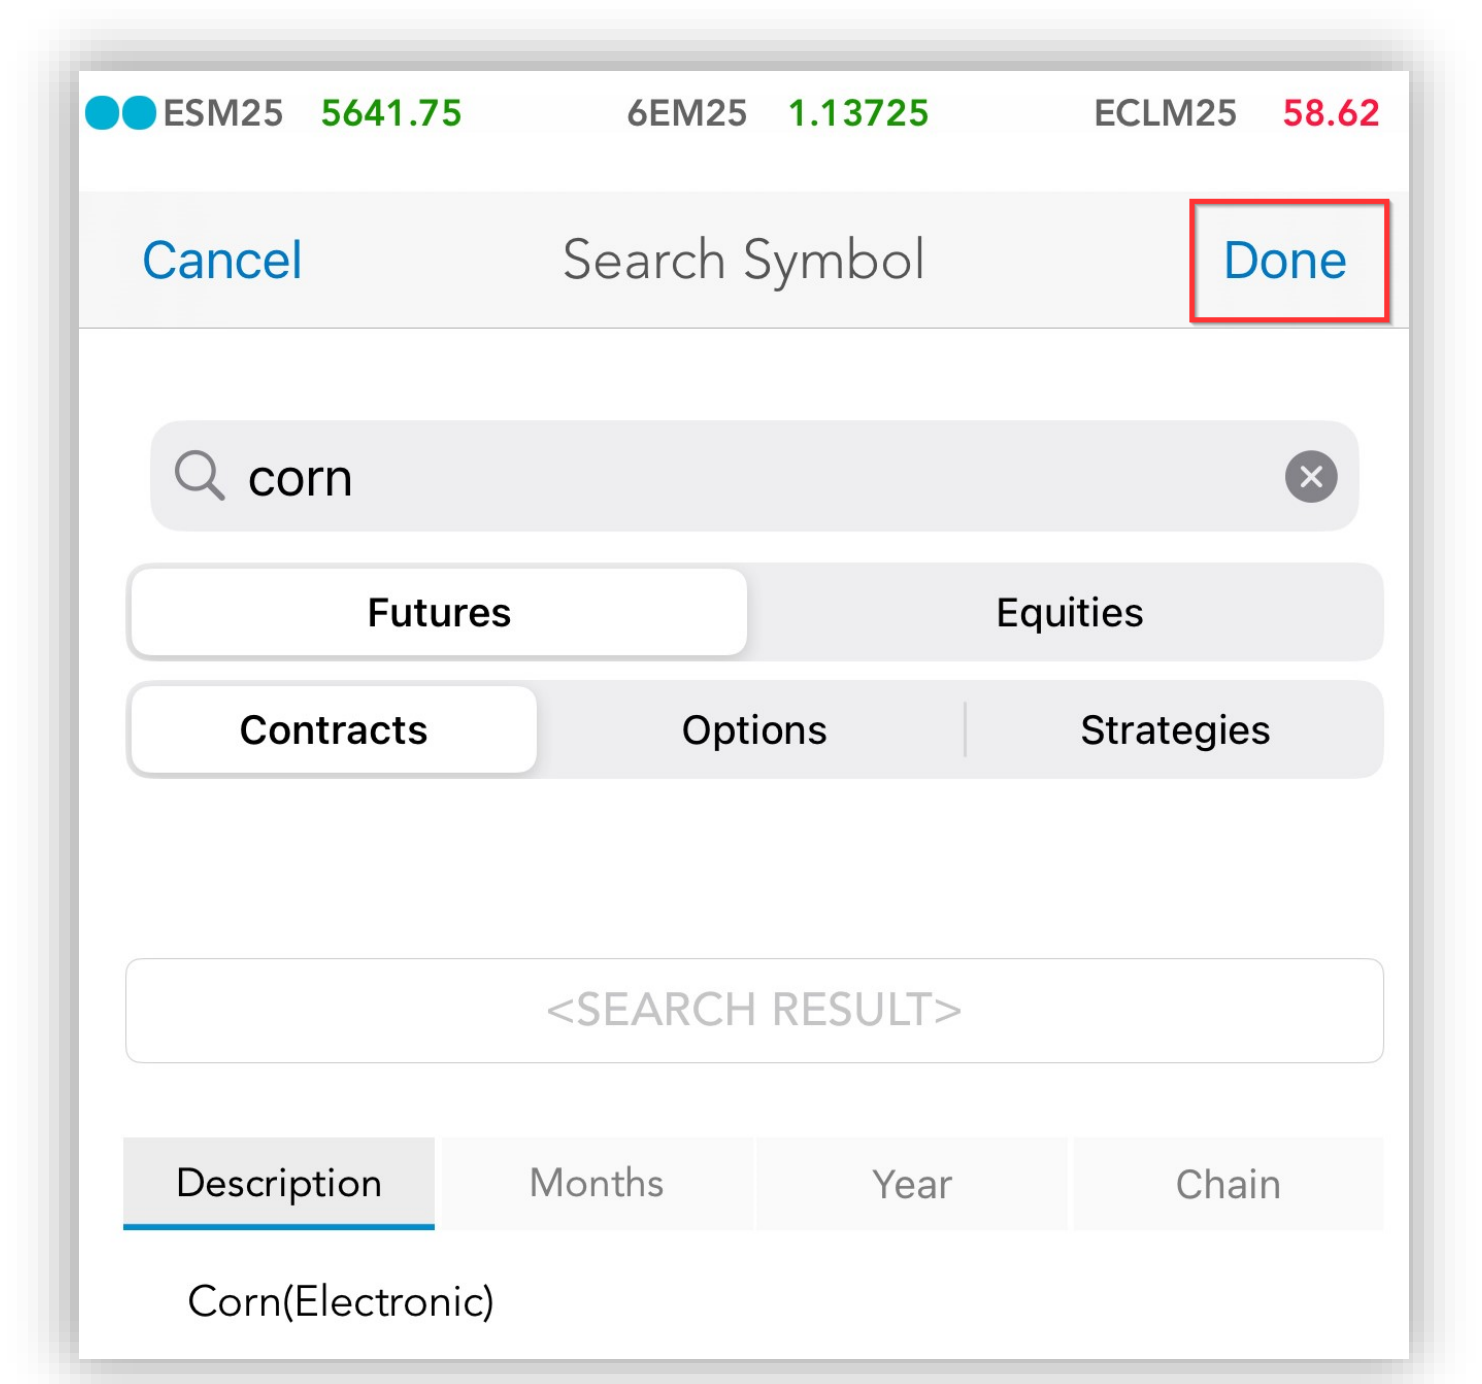 ESM25 5641.75 6EM25 1.13725 ECLM25 58.62
Cancel Search Symbol Done
corn
Futures Equities
Contracts Options Strategies
<SEARCH RESULT>
Description Months Year Chain
Corn(Electronic)